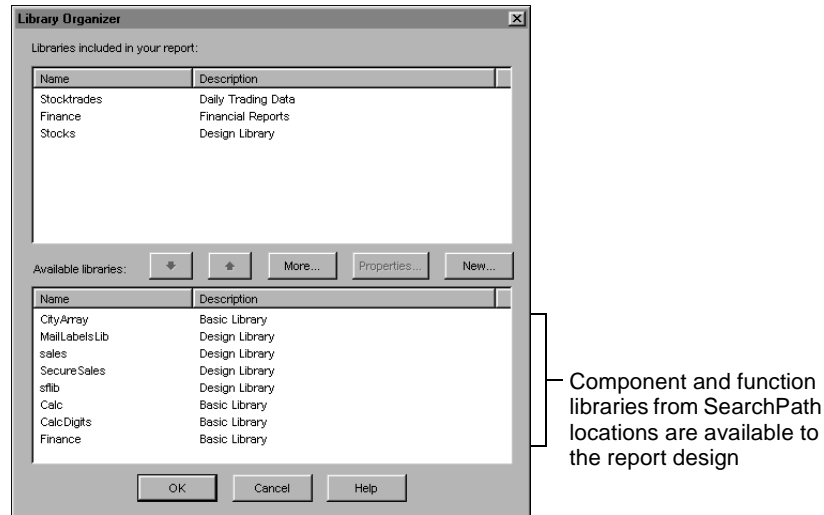 Library Organizer
Libraries included in your report:
Name Description
Stocktrades Daily Trading Data
Finance Financial Reports
Stocks Design Library
Available libraries: More... Properties... New...
Name Description
CityArray Basic Library
MailLabelsLib Design Library
sales Design Library
SecureSales Design Library
sflib Design Library
Calc Basic Library
CalcDigits Basic Library
Finance Basic Library
OK Cancel Help
Component and function
libraries from SearchPath
locations are available to
the report design